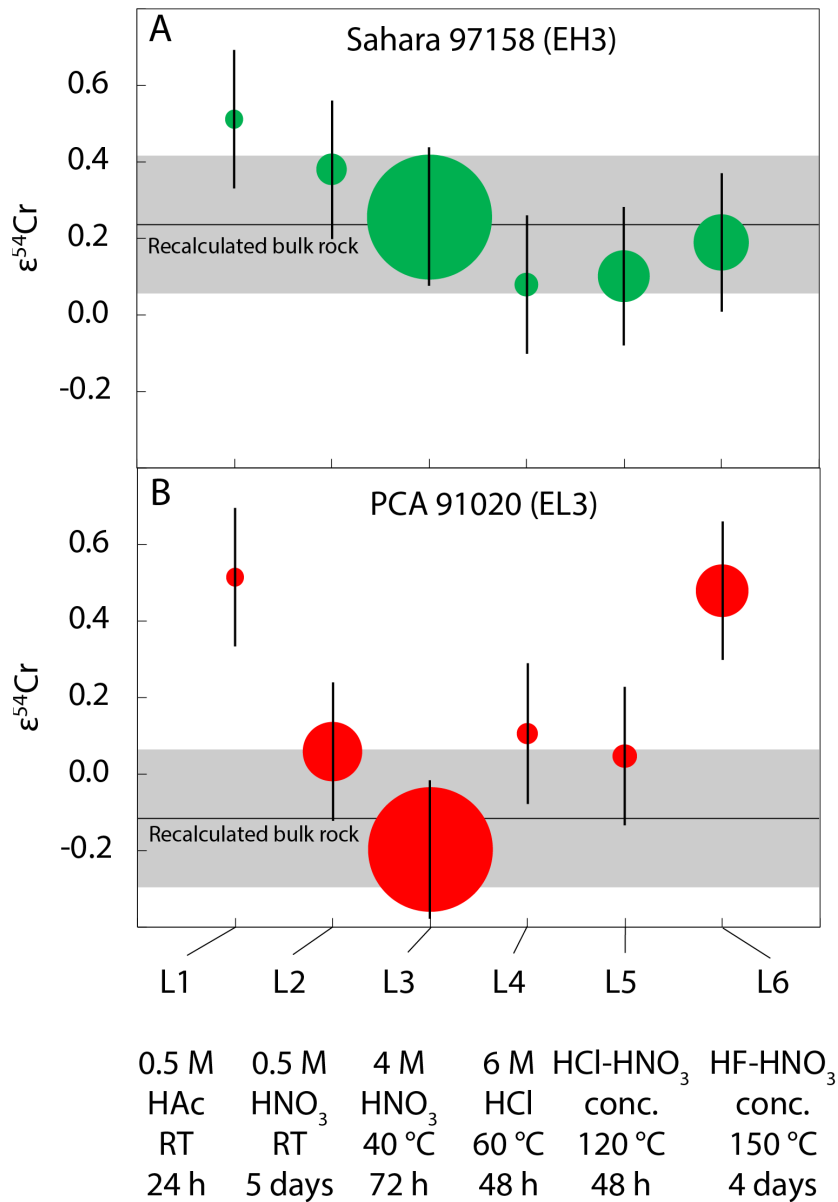 A
Sahara 97158 (EH3)
0.6
0.4
0.2
0.0
-0.2
ε⁵⁴Cr
Recalculated bulk rock
B
PCA 91020 (EL3)
0.6
0.4
0.2
0.0
-0.2
ε⁵⁴Cr
Recalculated bulk rock
L1 L2 L3 L4 L5 L6
0.5 M 0.5 M 4 M 6 M HCl-HNO₃ HF-HNO₃
HAc HNO₃ HNO₃ HCl conc. conc.
RT RT 40 °C 60 °C 120 °C 150 °C
24 h 5 days 72 h 48 h 48 h 4 days